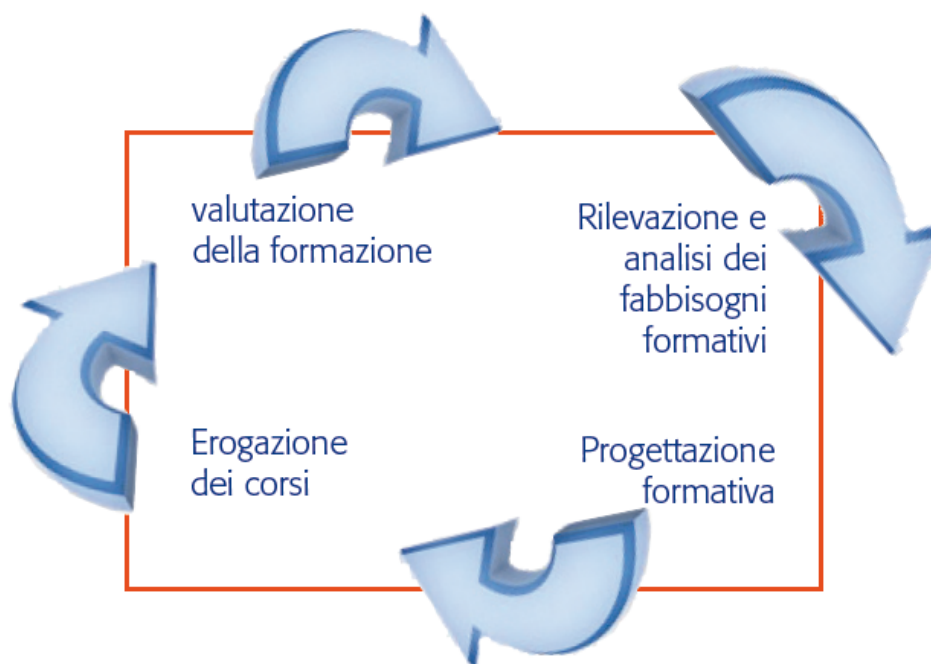 valutazione
della formazione
Rilevazione e
analisi dei
fabbisogni
formativi
Erogazione
dei corsi
Progettazione
formativa